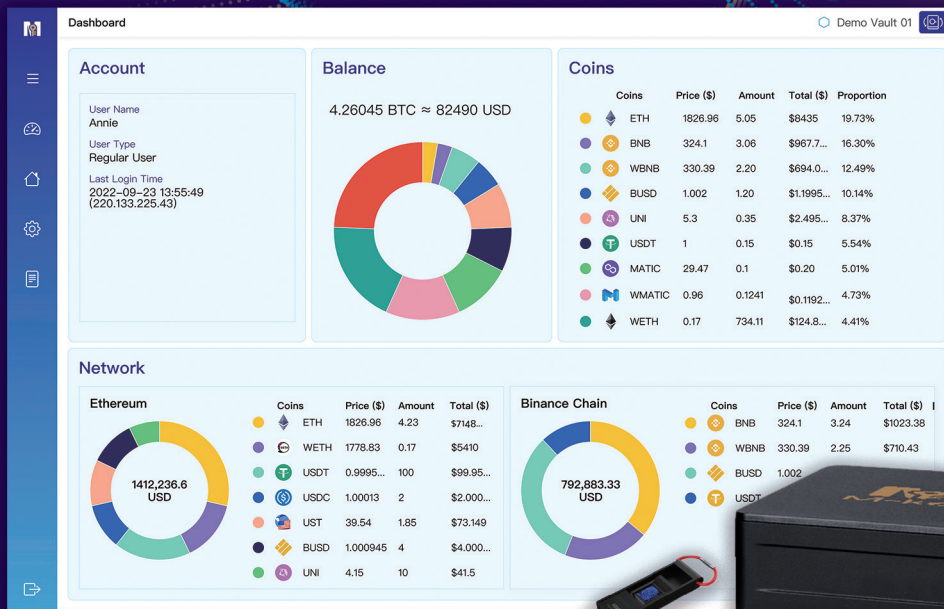 Dashboard
Demo Vault 01
Account
User Name
Annie
User Type
Regular User
Last Login Time
2022-09-23 13:55:49
(220.133.225.43)
Balance
4.26045 BTC ≈ 82490 USD
Coins
Coins Price ($) Amount Total ($) Proportion
ETH 1826.96 5.05 $8435 19.73%
BNB 324.1 3.06 $967.7... 16.30%
WBNB 330.39 2.20 $694.0... 12.49%
BUSD 1.002 1.20 $1.1995... 10.14%
UNI 5.3 0.35 $2.495... 8.37%
USDT 1 0.15 $0.15 5.54%
MATIC 29.47 0.1 $0.20 5.01%
WMATIC 0.96 0.1241 $0.1192... 4.73%
WETH 0.17 734.11 $124.8... 4.41%
Network
Ethereum
1412,236.6
USD
Coins Price ($) Amount Total ($)
ETH 1826.96 4.23 $7148...
WETH 1778.83 0.17 $5410
USDT 0.9995... 100 $99.95...
USDC 1.00013 2 $2.000...
UST 39.54 1.85 $73.149
BUSD 1.000945 4 $4.000...
UNI 4.15 10 $41.5
Binance Chain
792,883.33
USD
Coins Price ($) Amount Total ($)
BNB 324.1 3.24 $1023.38
WBNB 330.39 2.25 $710.43
BUSD 1.002
USDT